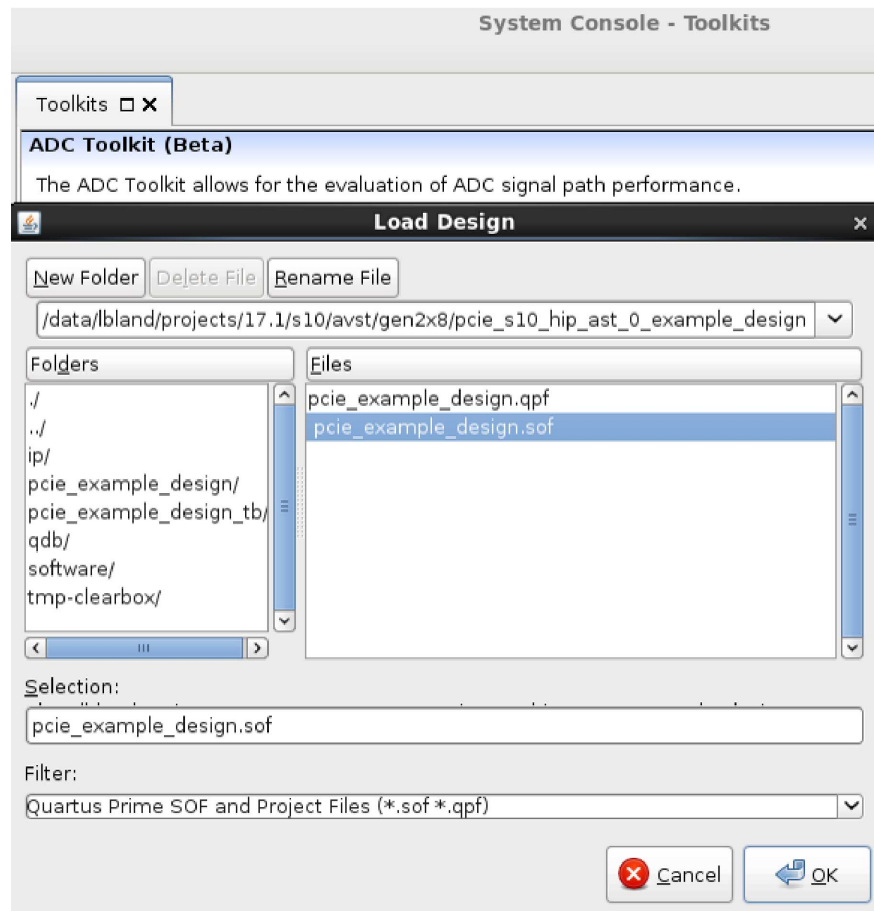 System Console - Toolkits
Toolkits
ADC Toolkit (Beta)
The ADC Toolkit allows for the evaluation of ADC signal path performance.
Load Design
New Folder Delete File Rename File
/data/lbland/projects/17.1/s10/avst/gen2x8/pcie_s10_hip_ast_0_example_design
Folders Files
./ pcie_example_design.qpf
../ pcie_example_design.sof
ip/
pcie_example_design/
pcie_example_design_tb/
qdb/
software/
tmp-clearbox/
Selection:
pcie_example_design.sof
Filter:
Quartus Prime SOF and Project Files (*.sof *.qpf)
Cancel OK